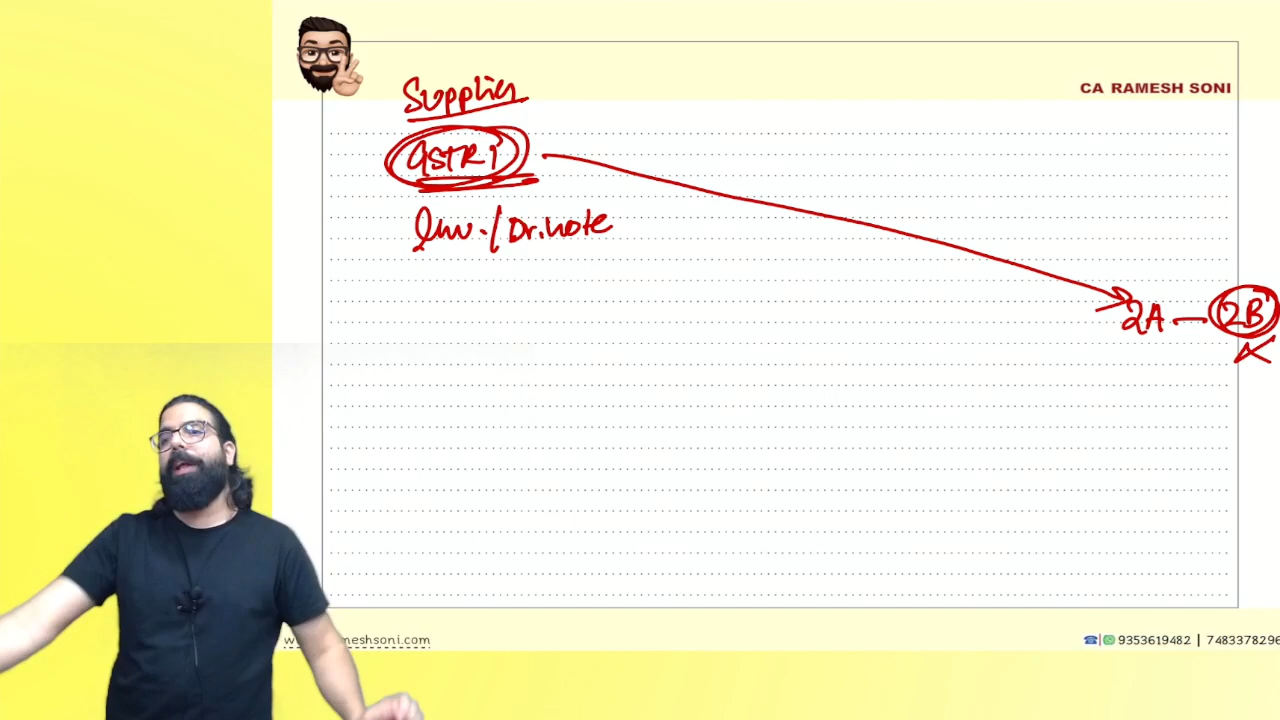 CA RAMESH SONI
Supplier
GSTR1
Inv./Dr.note
2A — 2B
meshsoni.com
9353619482 | 7483378296